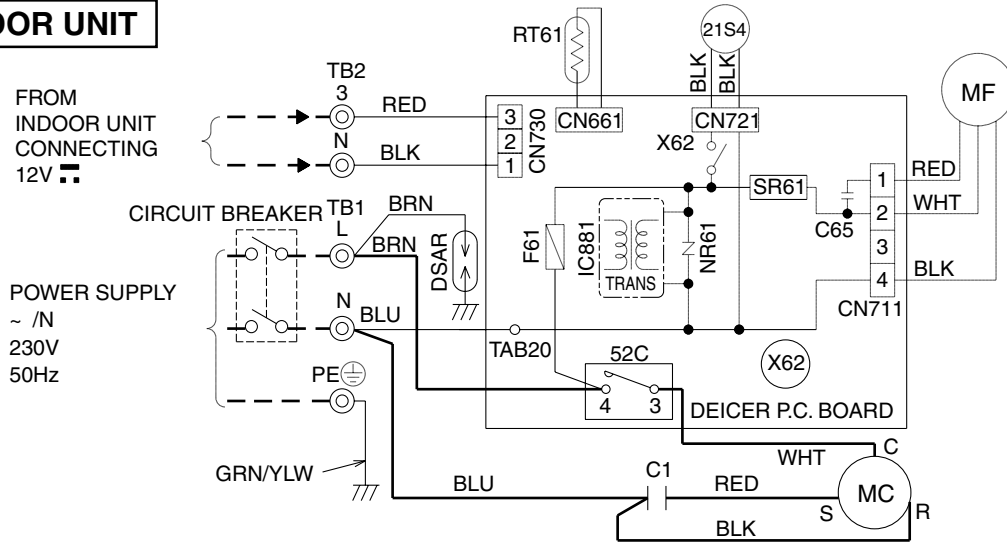 DOOR UNIT
FROM
INDOOR UNIT
CONNECTING
12V
TB2
3
RED
N
BLK
CIRCUIT BREAKER
TB1
L
BRN
BRN
DSAR
POWER SUPPLY
~ /N
230V
50Hz
N
BLU
PE
GRN/YLW
RT61
21S4
BLK
BLK
MF
3
2
1
CN730
CN661
CN721
X62
F61
IC881
TRANS
NR61
SR61
C65
1
2
3
4
CN711
RED
WHT
BLK
TAB20
52C
4
3
X62
DEICER P.C. BOARD
WHT
C
C1
BLU
RED
S
MC
R
BLK